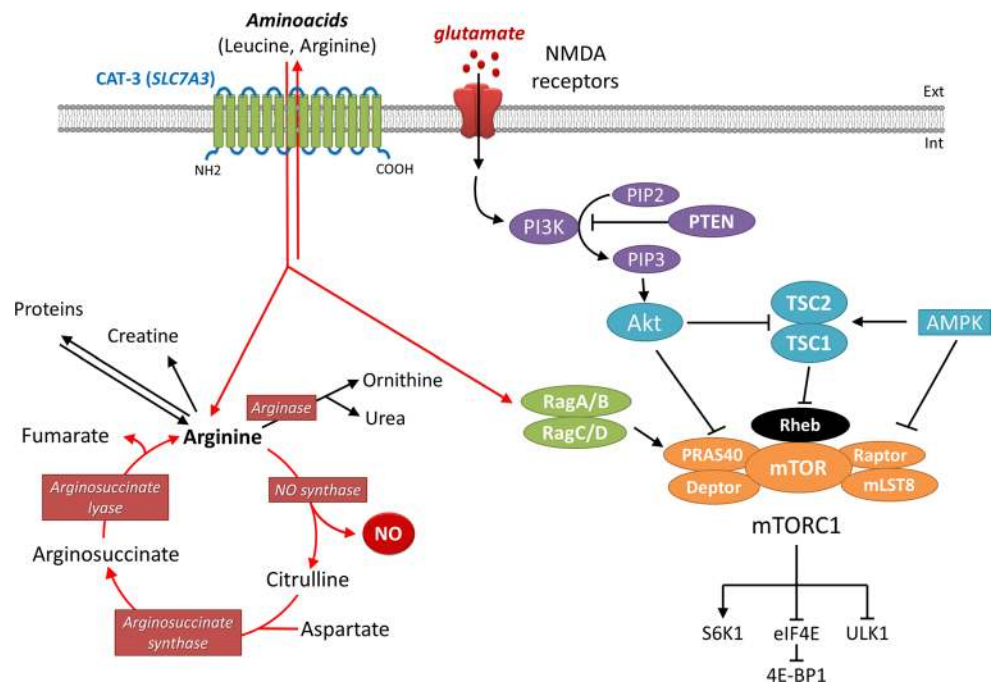 Aminoacids
(Leucine, Arginine)
CAT-3 (SLC7A3)
NH2
COOH
glutamate
NMDA
receptors
Ext
Int
PI3K
PIP2
PTEN
PIP3
Akt
TSC2
TSC1
AMPK
RagA/B
RagC/D
Rheb
PRAS40
Deptor
mTOR
Raptor
mLST8
mTORC1
S6K1
eIF4E
ULK1
4E-BP1
Proteins
Creatine
Ornithine
Arginase
Urea
Fumarate
Arginine
Arginosuccinate
lyase
NO synthase
NO
Arginosuccinate
Citrulline
Arginosuccinate
synthase
Aspartate